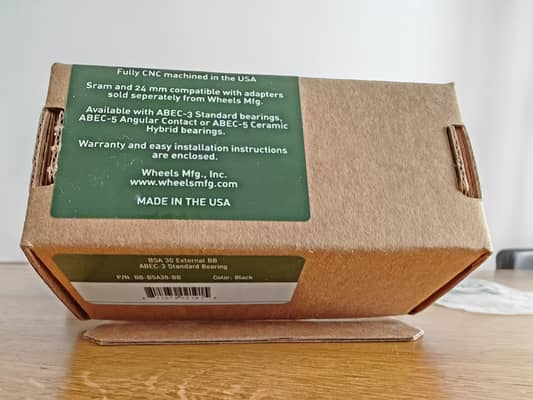 Fully CNC machined in the USA
Sram and 24 mm compatible with adapters
sold seperately from Wheels Mfg.
Available with ABEC-3 Standard bearings,
ABEC-5 Angular Contact or ABEC-5 Ceramic
Hybrid bearings.
Warranty and easy installation instructions
are enclosed.
Wheels Mfg., Inc.
www.wheelsmfg.com
MADE IN THE USA
BSA 30 External BB
ABEC-3 Standard Bearing
P/N: BB-BSA30-BB Color: Black